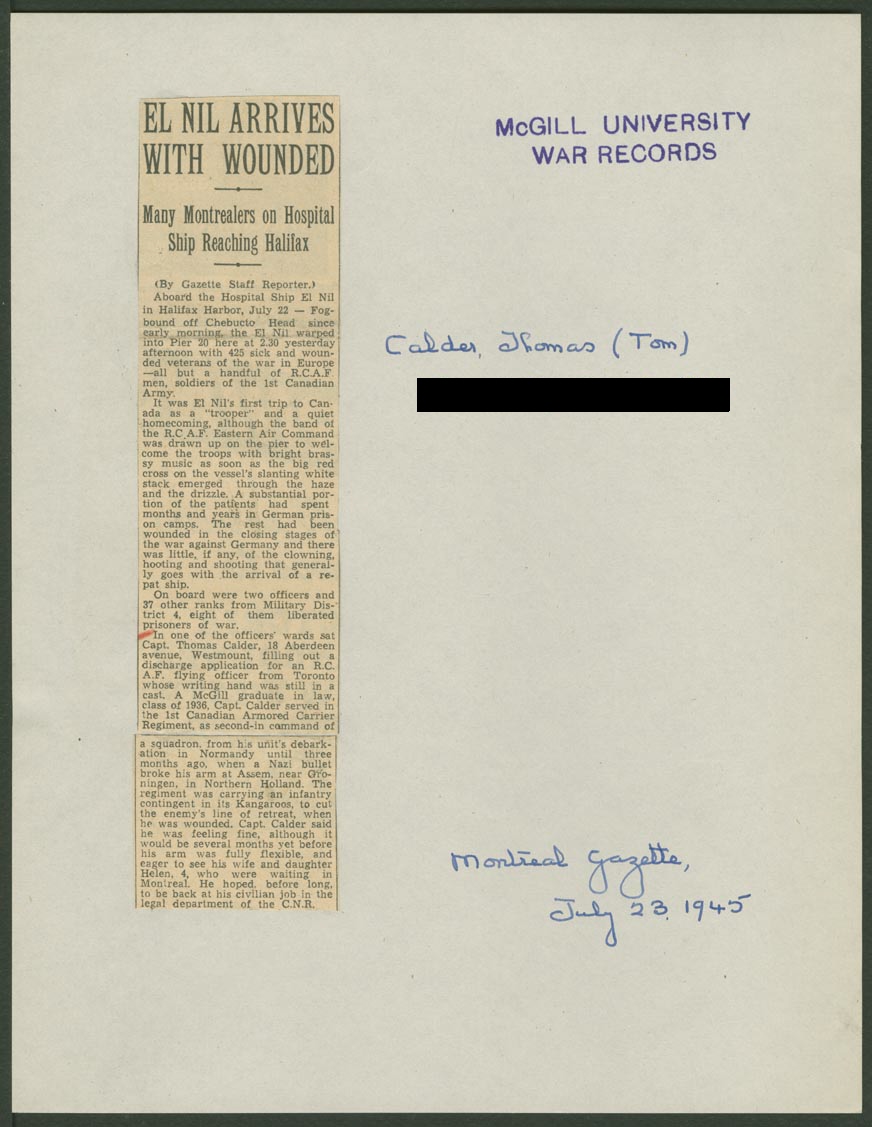 EL NIL ARRIVES
WITH WOUNDED
Many Montrealers on Hospital
Ship Reaching Halifax
(By Gazette Staff Reporter.)
Aboard the Hospital Ship El Nil
in Halifax Harbor, July 22 — Fog-
bound off Chebucto Head since
early morning, the El Nil warped
into Pier 20 here at 2.30 yesterday
afternoon with 425 sick and woun-
ded veterans of the war in Europe
—all but a handful of R.C.A.F.
men, soldiers of the 1st Canadian
Army.
It was El Nil's first trip to Can-
ada as a "trooper" and a quiet
homecoming, although the band of
the R.C.A.F. Eastern Air Command
was drawn up on the pier to wel-
come the troops with bright bras-
sy music as soon as the big red
cross on the vessel's slanting white
stack emerged through the haze
and the drizzle. A substantial por-
tion of the patients had spent
months and years in German pris-
on camps. The rest had been
wounded in the closing stages of
the war against Germany and there
was little, if any, of the clowning,
hooting and shooting that general-
ly goes with the arrival of a re-
pat ship.
On board were two officers and
37 other ranks from Military Dis-
trict 4, eight of them liberated
prisoners of war.
In one of the officers' wards sat
Capt. Thomas Calder, 18 Aberdeen
avenue, Westmount, filling out a
discharge application for an R.C.
A.F. flying officer from Toronto
whose writing hand was still in a
cast. A McGill graduate in law,
class of 1936, Capt. Calder served in
the 1st Canadian Armored Carrier
Regiment, as second-in command of
a squadron, from his unit's debark-
ation in Normandy until three
months ago, when a Nazi bullet
broke his arm at Assem, near Gro-
ningen, in Northern Holland. The
regiment was carrying an infantry
contingent in its Kangaroos, to cut
the enemy's line of retreat, when
he was wounded. Capt. Calder said
he was feeling fine, although it
would be several months yet before
his arm was fully flexible, and
eager to see his wife and daughter
Helen, 4, who were waiting in
Montreal. He hoped, before long,
to be back at his civilian job in the
legal department of the C.N.R.
McGILL UNIVERSITY
WAR RECORDS
Calder, Thomas (Tom)
Montreal Gazette,
July 23, 1945